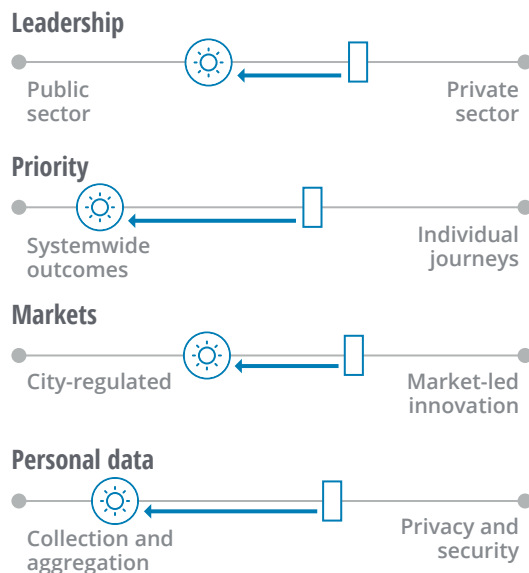 Leadership
Public
sector
Private
sector
Priority
Systemwide
outcomes
Individual
journeys
Markets
City-regulated
Market-led
innovation
Personal data
Collection and
aggregation
Privacy and
security